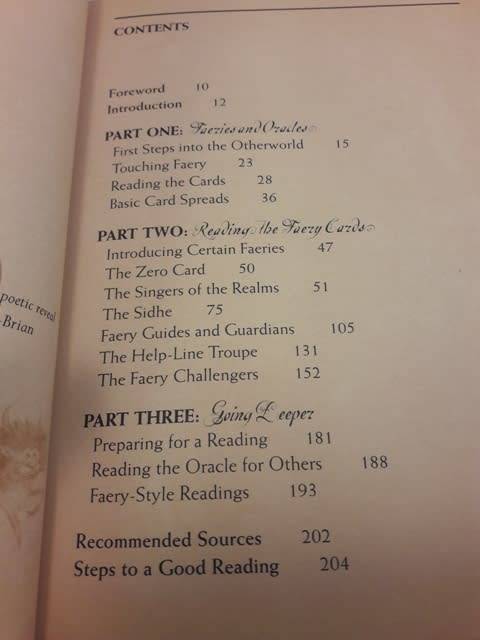 CONTENTS
Foreword 10
Introduction 12
PART ONE: Faeries and Oracles
First Steps into the Otherworld 15
Touching Faery 23
Reading the Cards 28
Basic Card Spreads 36
PART TWO: Reading the Faery Cards
Introducing Certain Faeries 47
The Zero Card 50
The Singers of the Realms 51
The Sidhe 75
Faery Guides and Guardians 105
The Help-Line Troupe 131
The Faery Challengers 152
PART THREE: Going Deeper
Preparing for a Reading 181
Reading the Oracle for Others 188
Faery-Style Readings 193
Recommended Sources 202
Steps to a Good Reading 204
poetic
-Brian